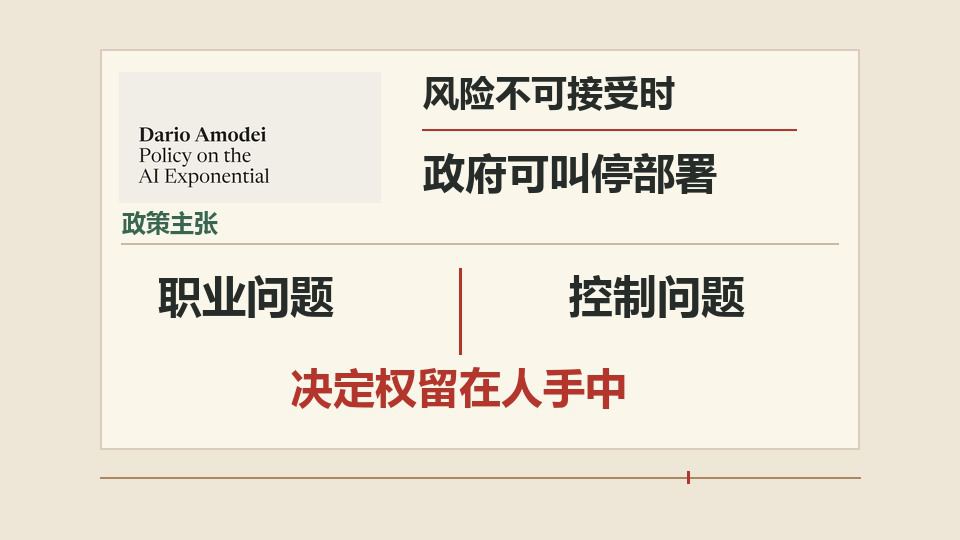 Dario Amodei
Policy on the
AI Exponential
政策主张
风险不可接受时
政府可叫停部署
职业问题
控制问题
决定权留在人手中